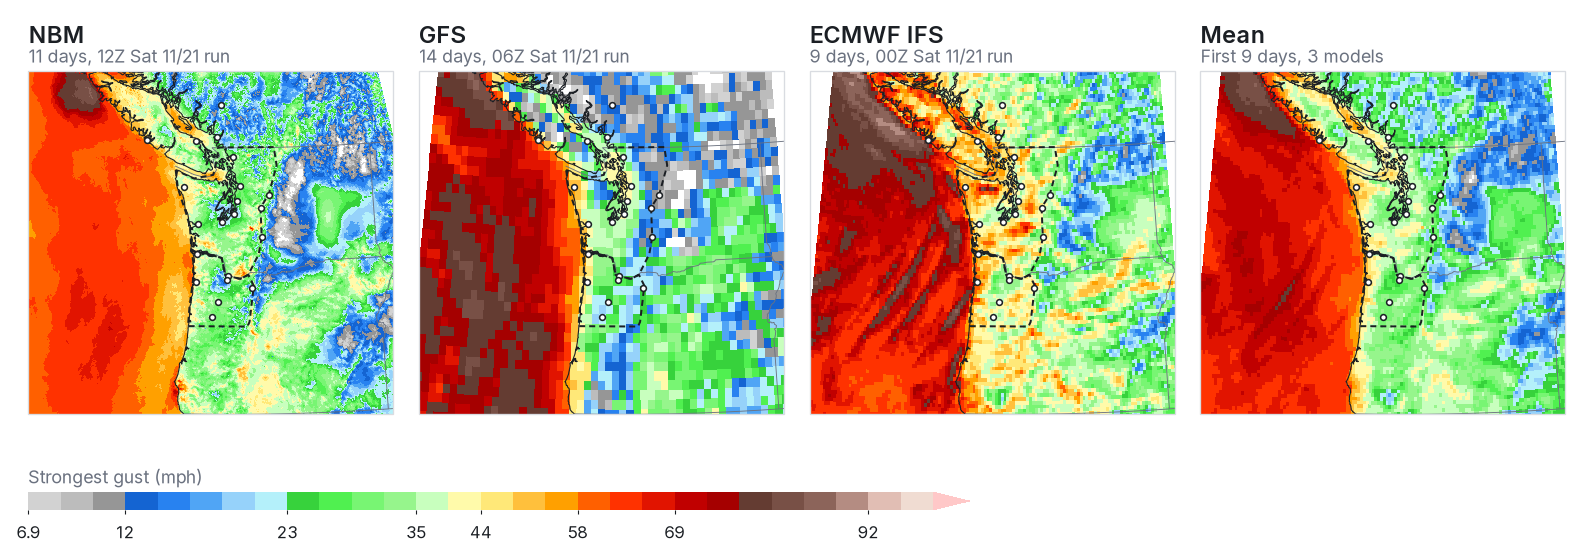 NBM
11 days, 12Z Sat 11/21 run
GFS
14 days, 06Z Sat 11/21 run
ECMWF IFS
9 days, 00Z Sat 11/21 run
Mean
First 9 days, 3 models
Strongest gust (mph)
6.9 12 23 35 44 58 69 92